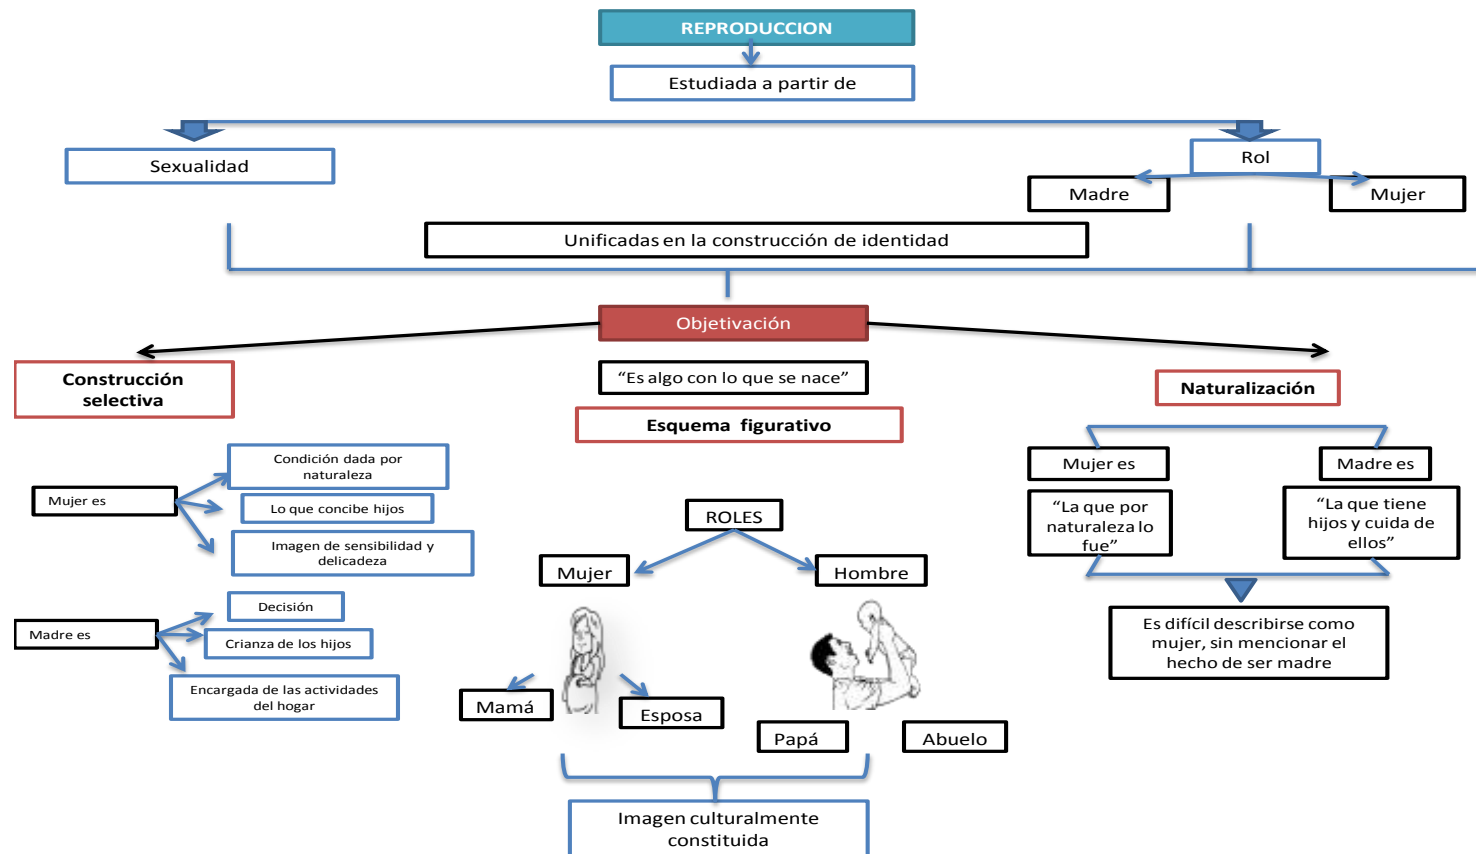 REPRODUCCION
Estudiada a partir de
Sexualidad
Rol
Madre
Mujer
Unificadas en la construcción de identidad
Objetivación
Construcción
selectiva
“Es algo con lo que se nace”
Esquema figurativo
Naturalización
Mujer es
Condición dada por
naturaleza
Lo que concibe hijos
Imagen de sensibilidad y
delicadeza
Madre es
Decisión
Crianza de los hijos
Encargada de las actividades
del hogar
ROLES
Mujer
Hombre
Mamá
Esposa
Papá
Abuelo
Imagen culturalmente
constituida
Mujer es
Madre es
“La que por
naturaleza lo
fue”
“La que tiene
hijos y cuida de
ellos”
Es difícil describirse como
mujer, sin mencionar el
hecho de ser madre